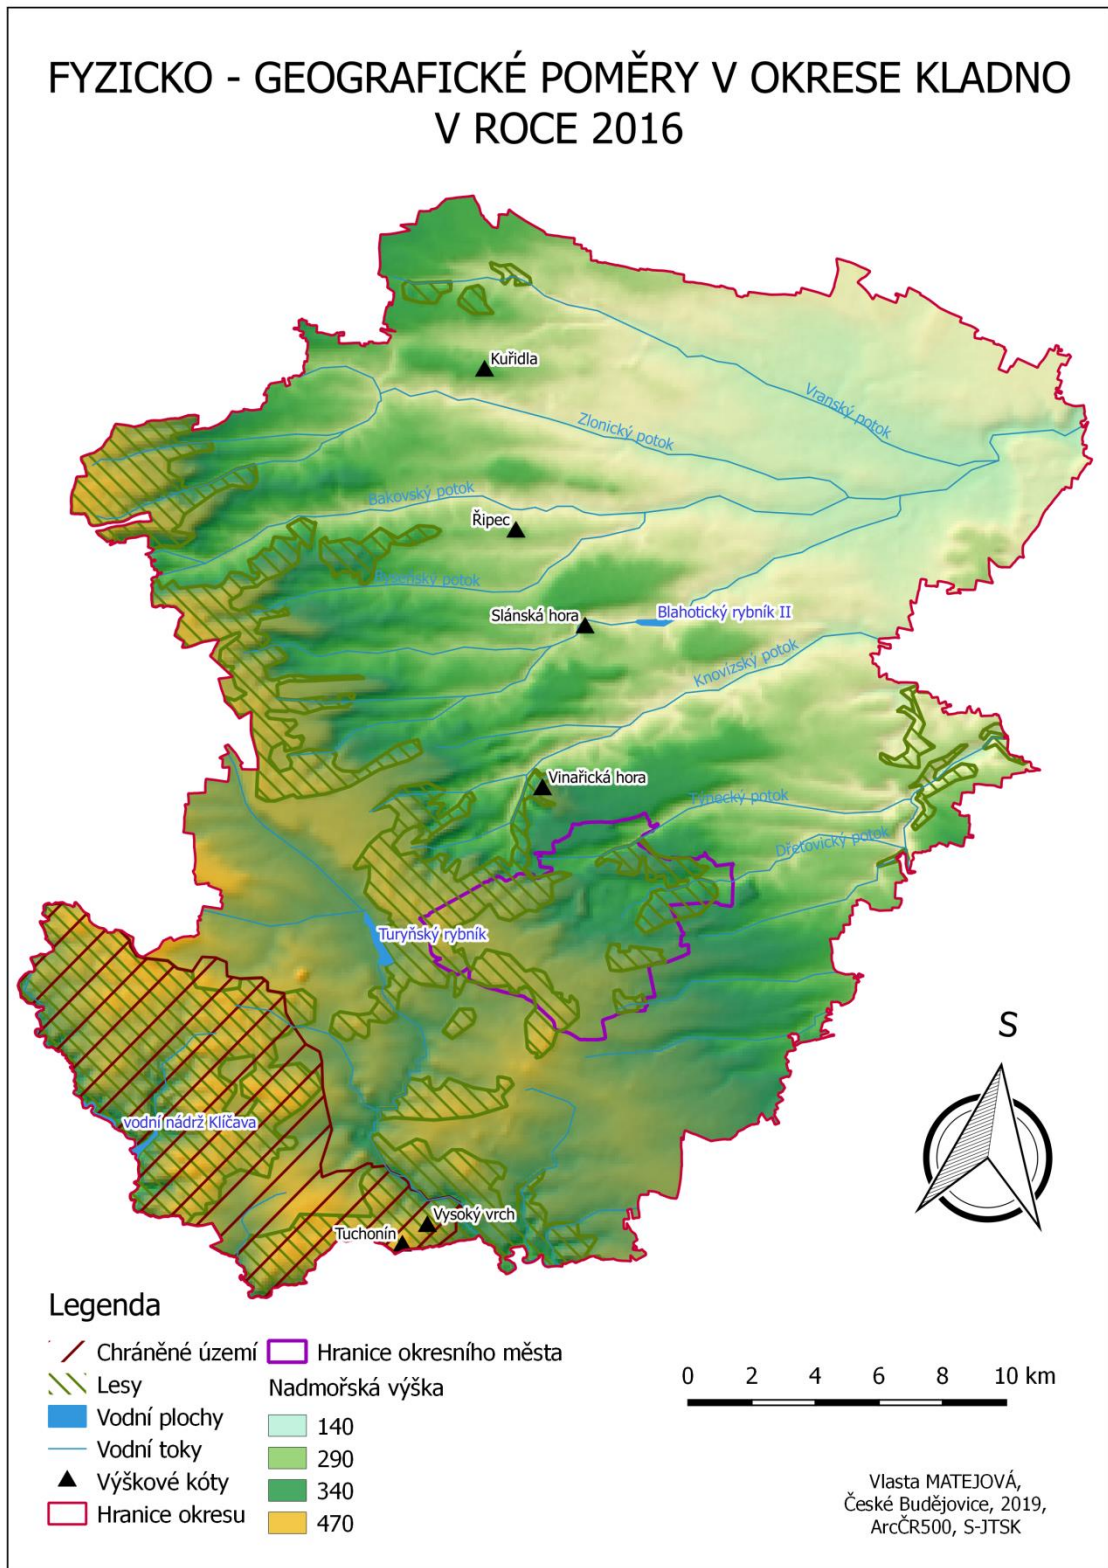 FYZICKO - GEOGRAFICKÉ POMĚRY V OKRESE KLADNO
V ROCE 2016
Kuřidla
Vranský potok
Zlonický potok
Bakovský potok
Řipec
Byseňský potok
Slánská hora
Blahotický rybník II
Knovízský potok
Vinařická hora
Týnecký potok
Dřetovický potok
Turyňský rybník
S
vodní nádrž Klíčava
Vysoký vrch
Tuchonín
Legenda
Chráněné území
Lesy
Vodní plochy
Vodní toky
Výškové kóty
Hranice okresu
Hranice okresního města
Nadmořská výška
140
290
340
470
0 2 4 6 8 10 km
Vlasta MATEJOVÁ,
České Budějovice, 2019,
ArcČR500, S-JTSK